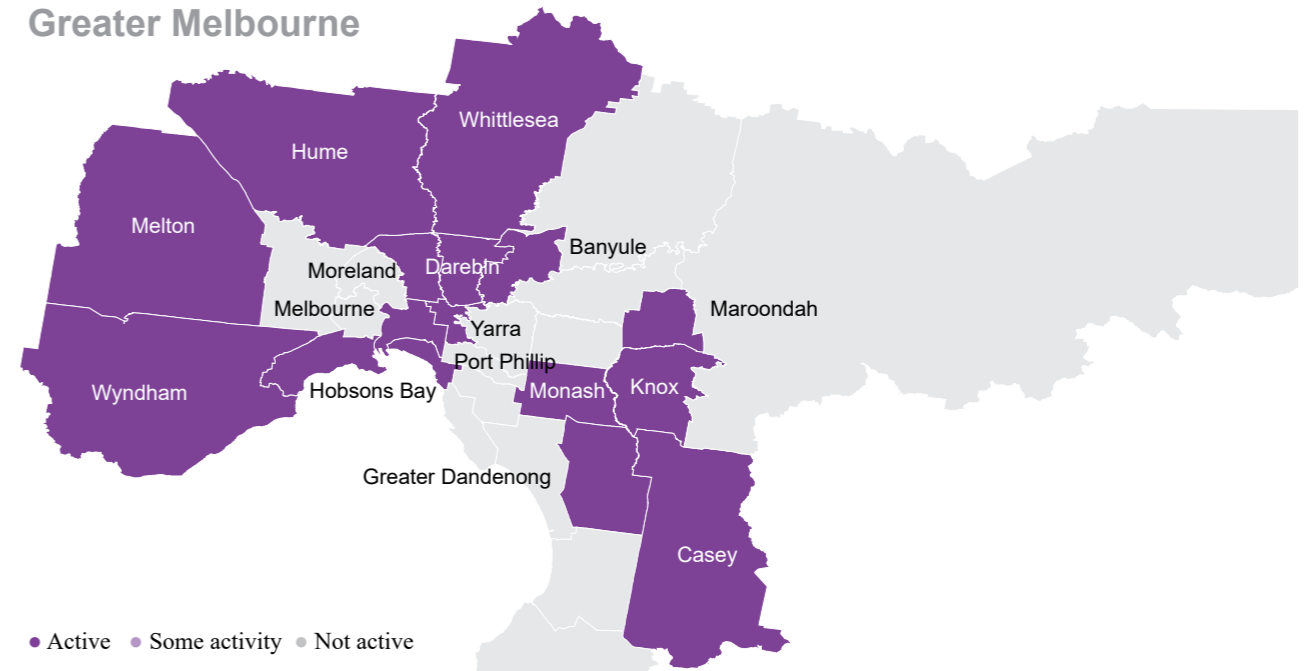 Greater Melbourne
Whittlesea
Hume
Melton
Banyule
Darebin
Moreland
Melbourne
Maroondah
Yarra
Port Phillip
Wyndham
Hobsons Bay
Monash
Knox
Greater Dandenong
Casey
Active Some activity Not active